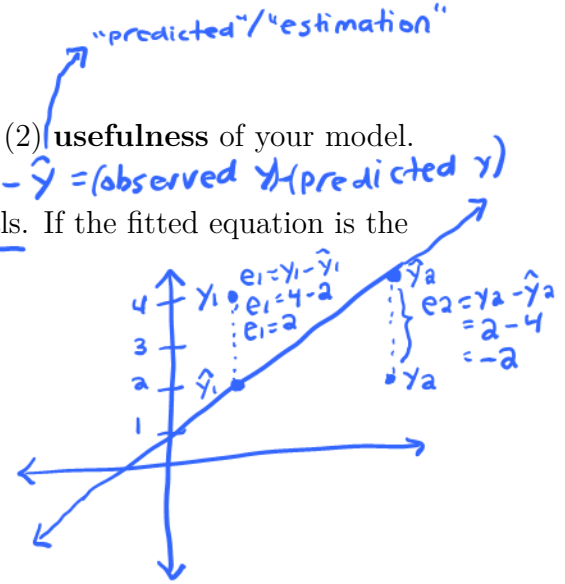 "predicted"/"estimation"
(2) usefulness of your model.
- ŷ = (observed y)-(predicted y)
ls. If the fitted equation is the
e₁=y₁-ŷ₁
4 y₁ e₁=4-2
e₁=2
ŷ₂
e₂=y₂-ŷ₂
=2-4
=-2
3
2 ŷ₁
y₂
1